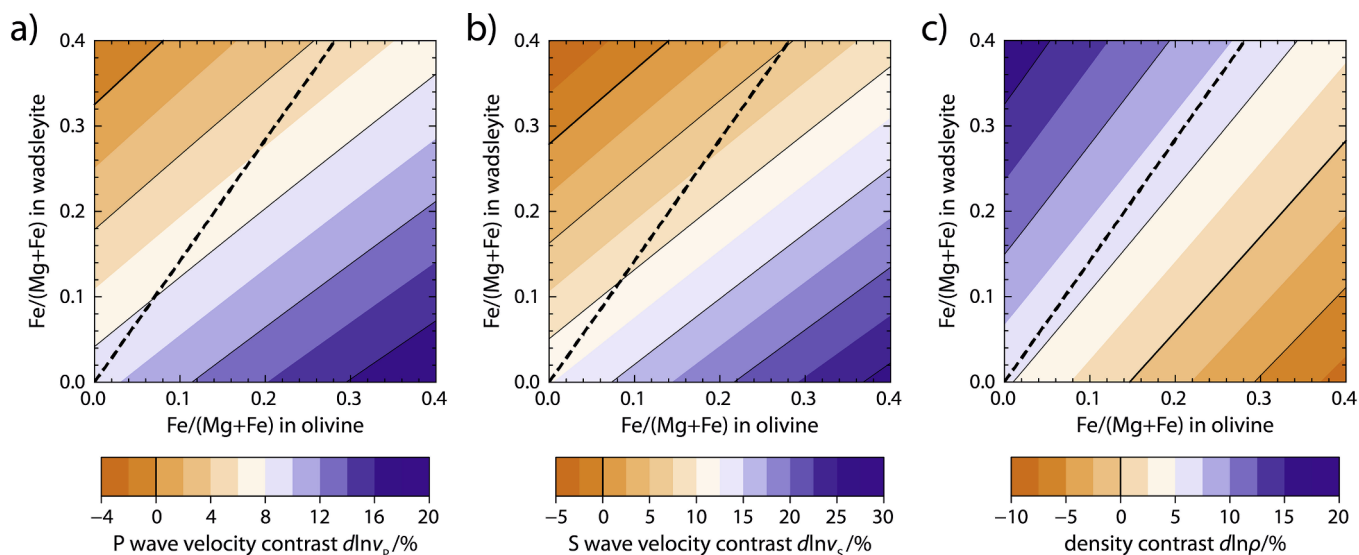 a)
0.4
0.3
0.2
0.1
0.0
Fe/(Mg+Fe) in wadsleyite
0.0 0.1 0.2 0.3 0.4
Fe/(Mg+Fe) in olivine
−4 0 4 8 12 16 20
P wave velocity contrast dlnvP/%
b)
0.4
0.3
0.2
0.1
0.0
Fe/(Mg+Fe) in wadsleyite
0.0 0.1 0.2 0.3 0.4
Fe/(Mg+Fe) in olivine
−5 0 5 10 15 20 25 30
S wave velocity contrast dlnvS/%
c)
0.4
0.3
0.2
0.1
0.0
Fe/(Mg+Fe) in wadsleyite
0.0 0.1 0.2 0.3 0.4
Fe/(Mg+Fe) in olivine
−10 −5 0 5 10 15 20
density contrast dlnρ/%